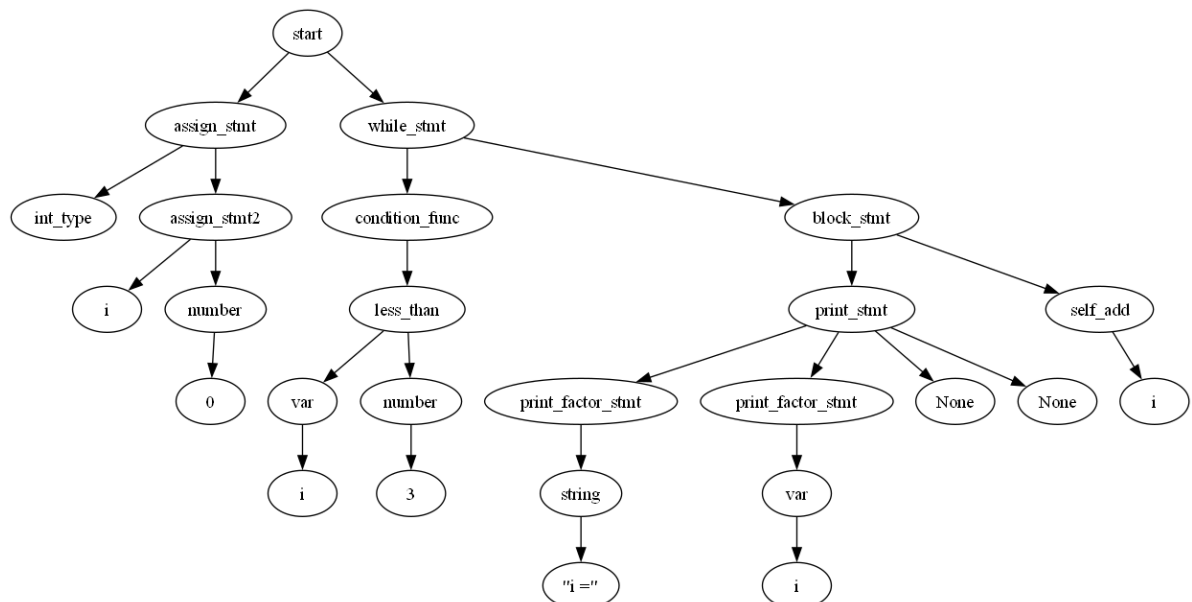 start
assign_stmt
while_stmt
int_type
assign_stmt2
condition_func
block_stmt
i
number
less_than
print_stmt
self_add
0
var
number
print_factor_stmt
print_factor_stmt
None
None
i
i
3
string
var
"i ="
i